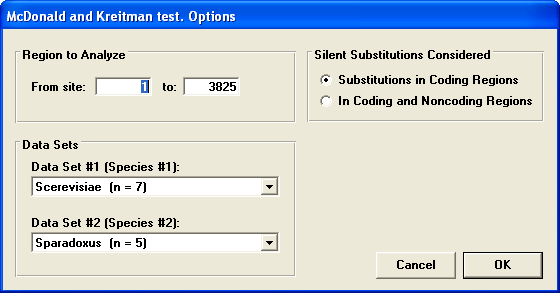 McDonald and Kreitman test. Options
Region to Analyze
From site: 1 to: 3825
Silent Substitutions Considered
Substitutions in Coding Regions
In Coding and Noncoding Regions
Data Sets
Data Set #1 (Species #1):
Scerevisiae (n = 7)
Data Set #2 (Species #2):
Sparadoxus (n = 5)
Cancel OK